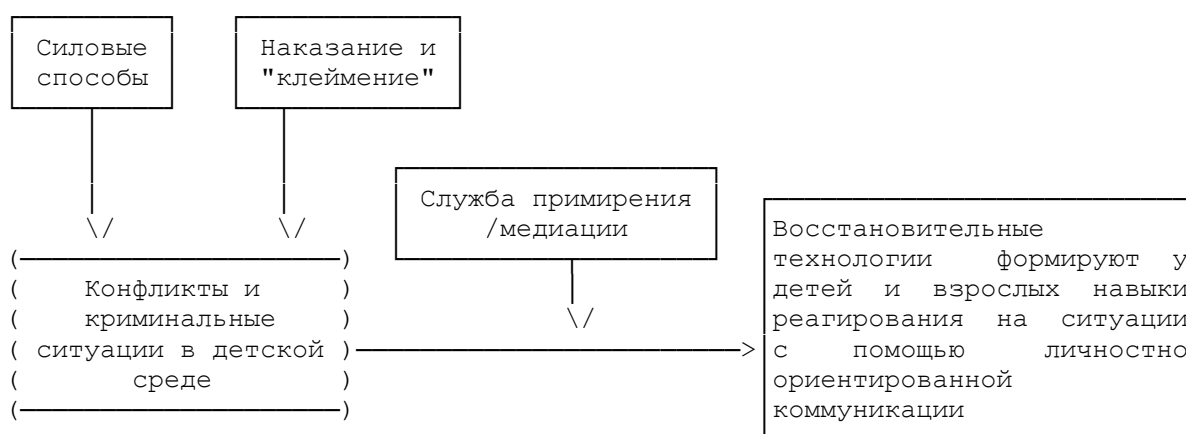 Силовые
способы
Наказание и
"клеймение"
Служба примирения
/медиации
Конфликты и
криминальные
ситуации в детской
среде
Восстановительные
технологии формируют у
детей и взрослых навыки
реагирования на ситуации
с помощью личностно
ориентированной
коммуникации